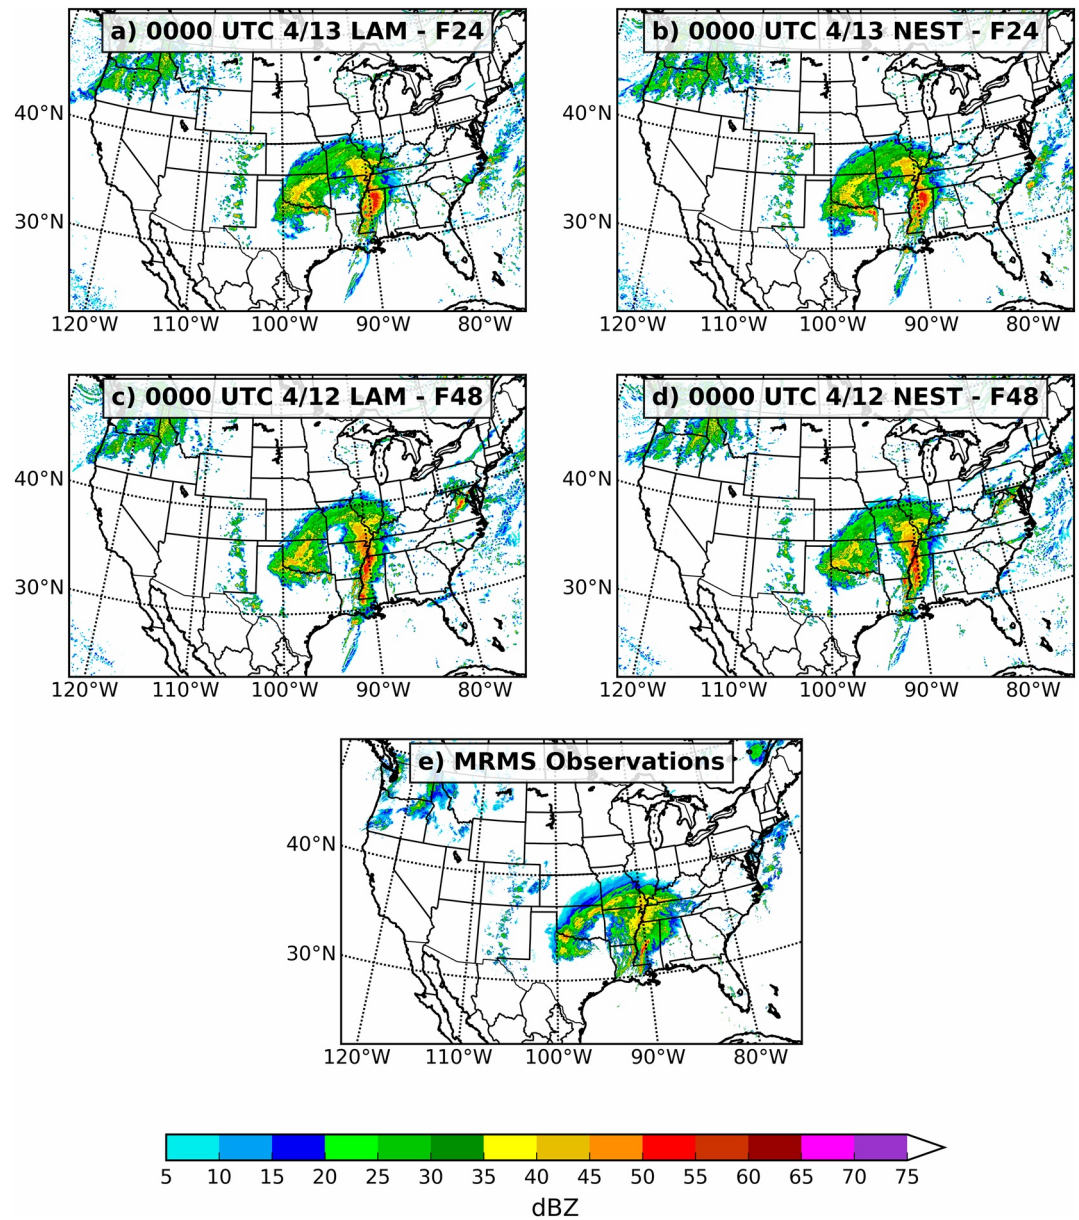 a) 0000 UTC 4/13 LAM - F24
b) 0000 UTC 4/13 NEST - F24
40°N
40°N
30°N
30°N
120°W 110°W 100°W 90°W 80°W
120°W 110°W 100°W 90°W 80°W
c) 0000 UTC 4/12 LAM - F48
d) 0000 UTC 4/12 NEST - F48
40°N
40°N
30°N
30°N
120°W 110°W 100°W 90°W 80°W
120°W 110°W 100°W 90°W 80°W
e) MRMS Observations
40°N
30°N
120°W 110°W 100°W 90°W 80°W
5 10 15 20 25 30 35 40 45 50 55 60 65 70 75
dBZ